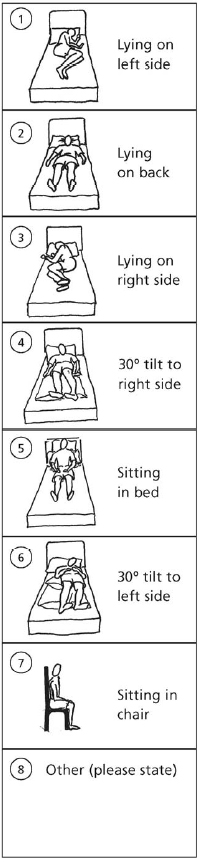 1
Lying on
left side
2
Lying
on back
3
Lying on
right side
4
30° tilt to
right side
5
Sitting
in bed
6
30° tilt to
left side
7
Sitting in
chair
8 Other (please state)